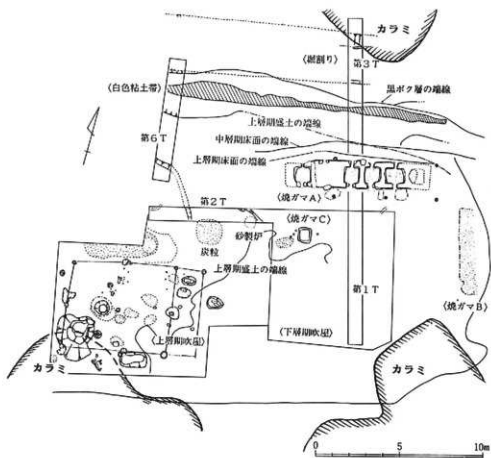 カラミ
〈掘割り〉
第3T
〈白色粘土帯〉
黒ボク層の端線
上層期盛土の端線
第6T
中層期床面の端線
上層期床面の端線
〈焼ガマA〉
第2T
〈焼ガマC〉
砂製炉
炭粒
上層期盛土の端線
第1T
〈焼ガマB〉
〈上層期吹屋〉
〈下層期吹屋〉
カラミ
カラミ
0 5 10m